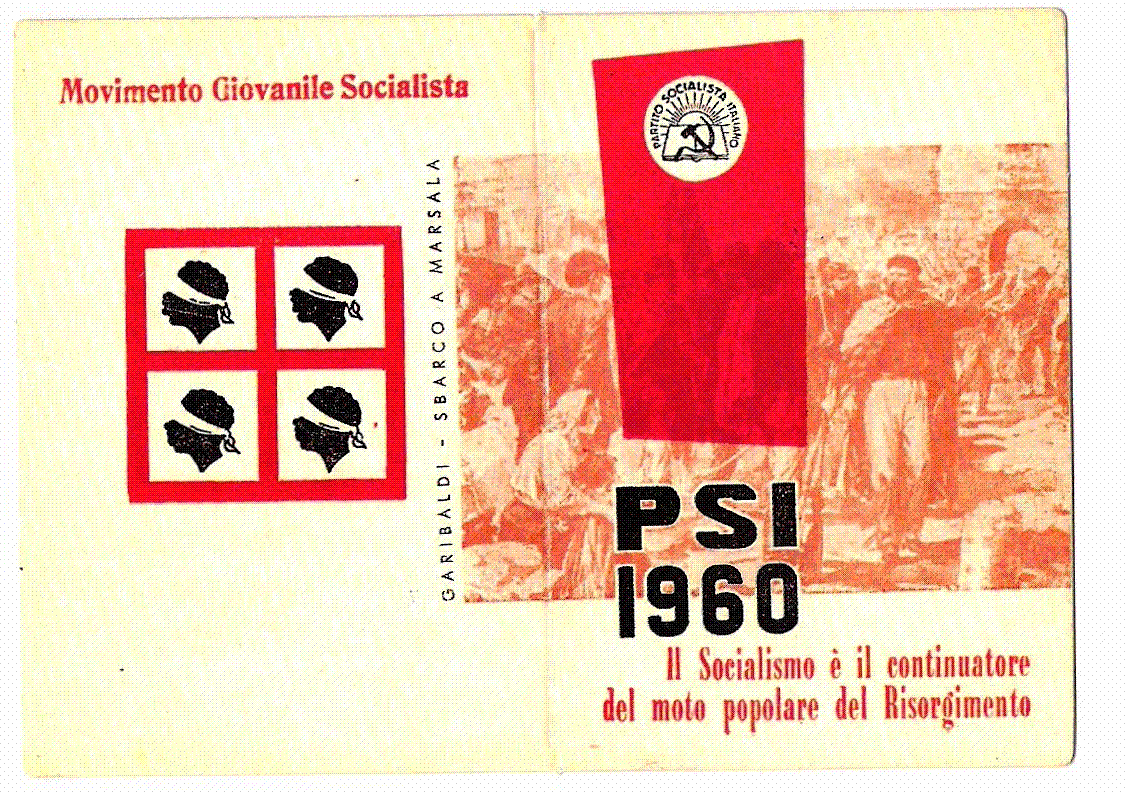 Movimento Giovanile Socialista
GARIBALDI - SBARCO A MARSALA
PARTITO SOCIALISTA ITALIANO
PSI
1960
Il Socialismo è il continuatore
del moto popolare del Risorgimento